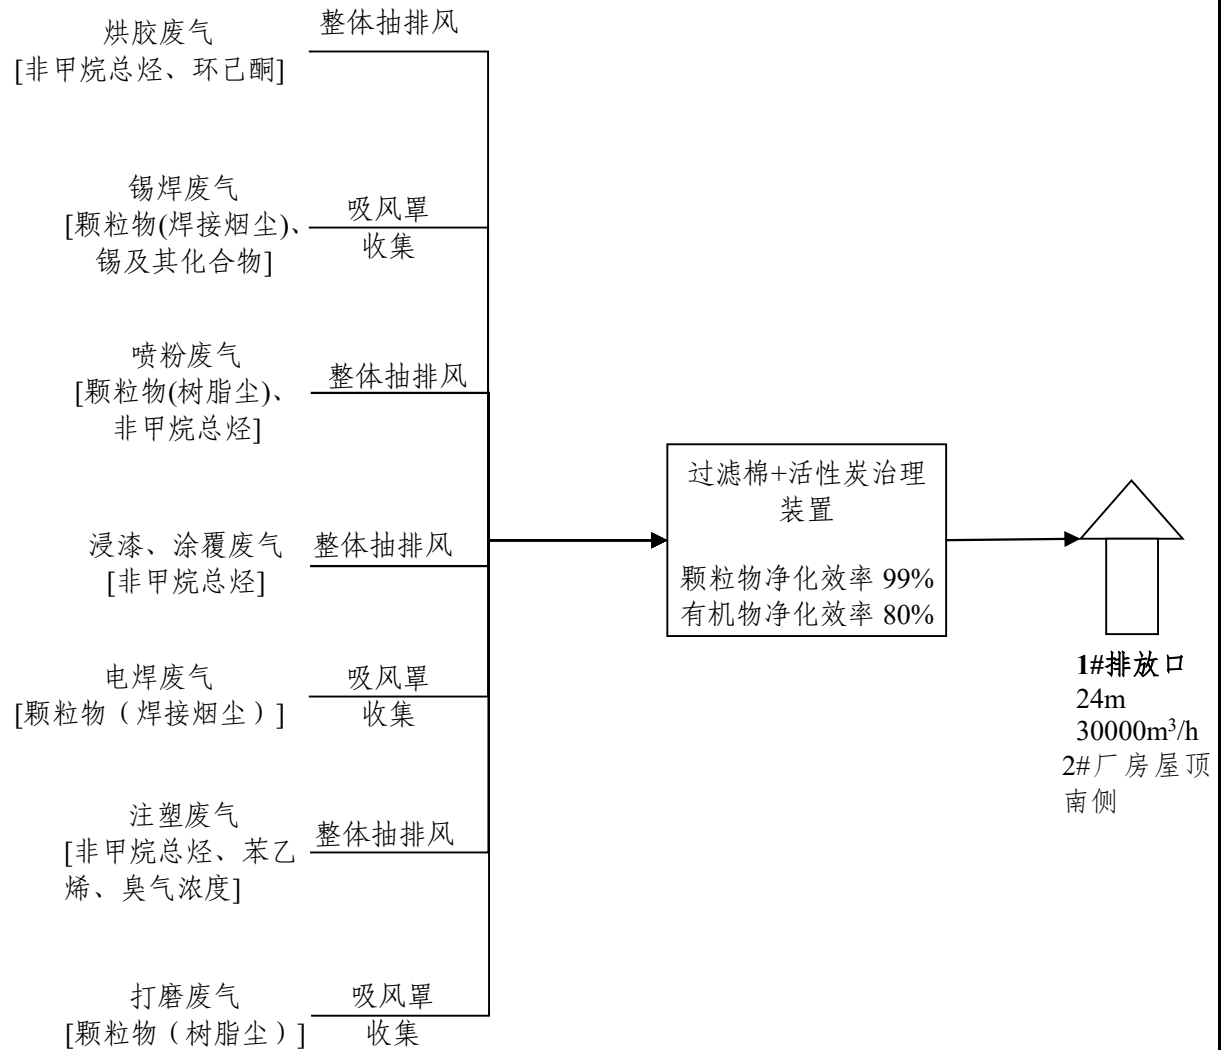 烘胶废气
[非甲烷总烃、环己酮]
整体抽排风
锡焊废气
[颗粒物(焊接烟尘)、
锡及其化合物]
吸风罩
收集
喷粉废气
[颗粒物(树脂尘)、
非甲烷总烃]
整体抽排风
浸漆、涂覆废气
[非甲烷总烃]
整体抽排风
电焊废气
[颗粒物（焊接烟尘）]
吸风罩
收集
注塑废气
[非甲烷总烃、苯乙
烯、臭气浓度]
整体抽排风
打磨废气
[颗粒物（树脂尘）]
吸风罩
收集
过滤棉+活性炭治理
装置
颗粒物净化效率 99%
有机物净化效率 80%
1#排放口
24m
30000m³/h
2#厂房屋顶
南侧